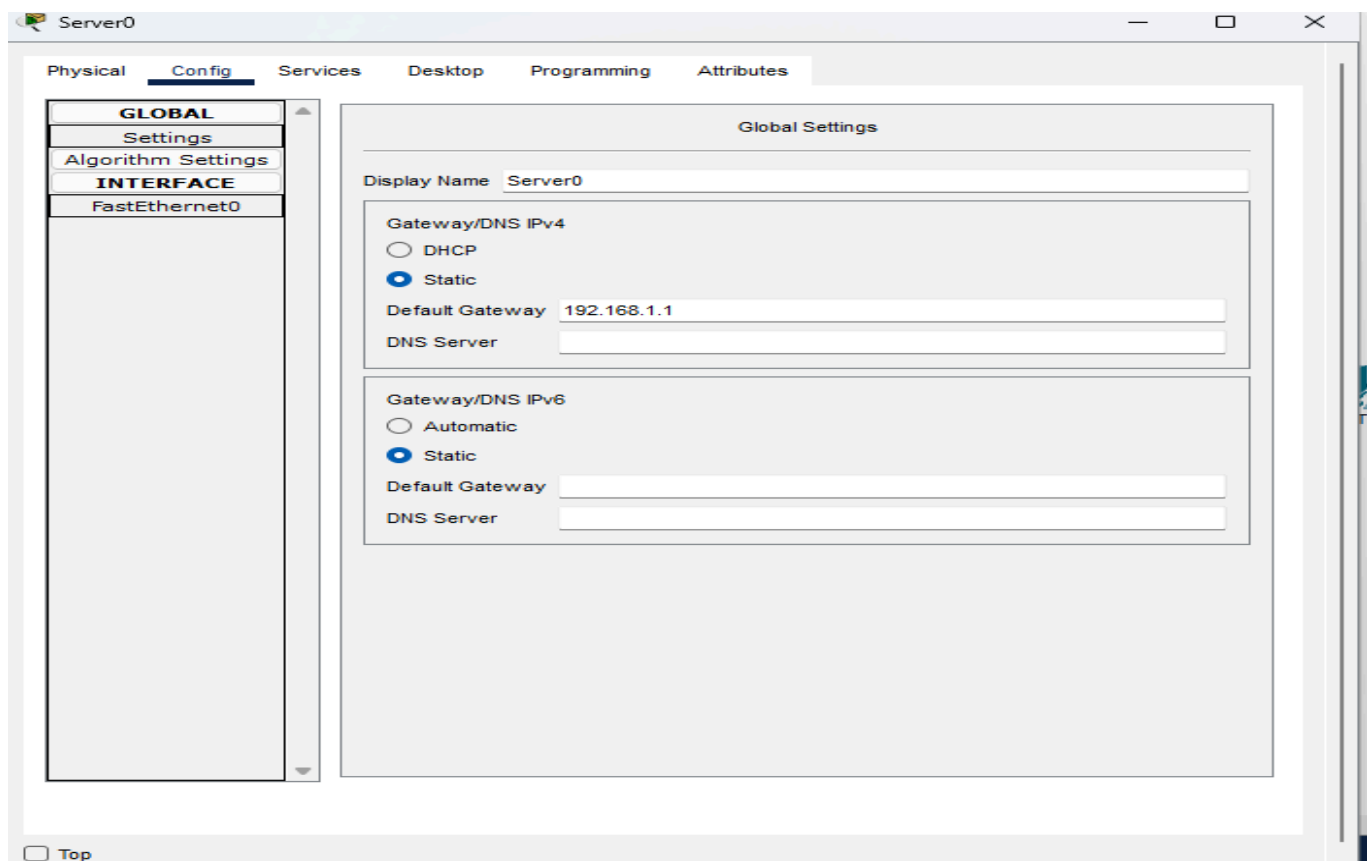 Server0
Physical Config Services Desktop Programming Attributes
GLOBAL
Settings
Algorithm Settings
INTERFACE
FastEthernet0
Global Settings
Display Name Server0
Gateway/DNS IPv4
DHCP
Static
Default Gateway 192.168.1.1
DNS Server
Gateway/DNS IPv6
Automatic
Static
Default Gateway
DNS Server
Top